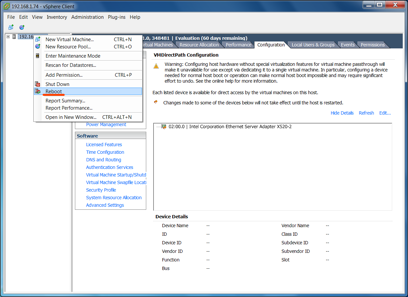 192.168.1.74 - vSphere Client
File Edit View Inventory Administration Plug-ins Help
New Virtual Machine... CTRL+N
New Resource Pool... CTRL+O
Enter Maintenance Mode
Rescan for Datastores...
Add Permission... CTRL+P
Shut Down
Reboot
Report Summary...
Report Performance...
Open in New Window... CTRL+ALT+N
Power Management
Software
Licensed Features
Time Configuration
DNS and Routing
Authentication Services
Virtual Machine Startup/Shutd
Virtual Machine Swapfile Locati
Security Profile
System Resource Allocation
Advanced Settings
348481 | Evaluation (60 days remaining)
Virtual Machines Resource Allocation Performance Configuration Local Users & Groups Events Permissions
VMDirectPath Configuration
Warning: Configuring host hardware without special virtualization features for virtual machine passthrough will
make it unavailable for use except via dedicating it to a single virtual machine. In particular, configuring a device
needed for normal host boot or operation can make normal host boot impossible and may require significant
effort to undo. See the online help for more information.
Each listed device is available for direct access by the virtual machines on this host.
Changes made to some of the devices below will not take effect until the host is restarted.
Hide Details Refresh Edit...
02:00.0 | Intel Corporation Ethernet Server Adapter X520-2
Device Details
Device Name -- Vendor Name --
ID -- Class ID --
Device ID -- Subdevice ID --
Vendor ID -- Subvendor ID --
Function -- Slot --
Bus --